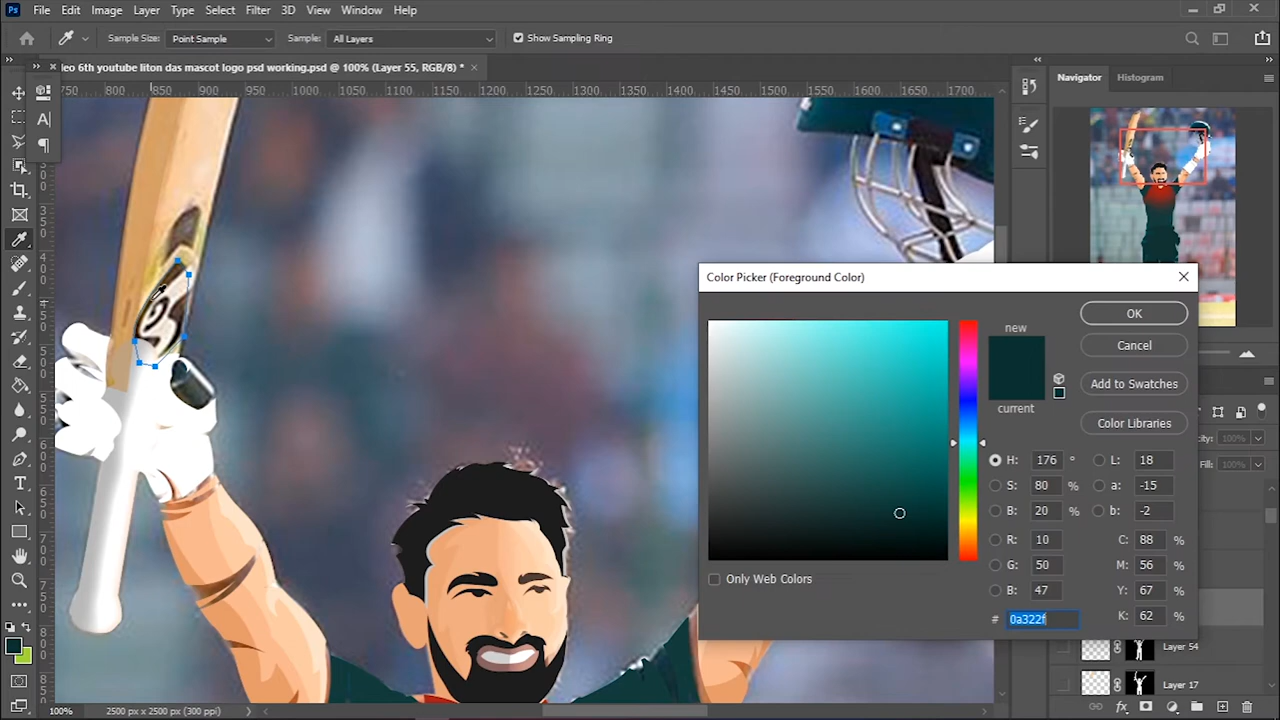 Ps File Edit Image Layer Type Select Filter 3D View Window Help
Sample Size: Point Sample Sample: All Layers Show Sampling Ring
leo 6th youtube liton das mascot logo psd working.psd @ 100% (Layer 55, RGB/8) *
Navigator Histogram
750 800 850 900 950 1000 1050 1100 1150 1200 1250 1300 1350 1400 1450 1500 1550 1600 1650 1700
Color Picker (Foreground Color)
new
OK
Cancel
Add to Swatches
current
Color Libraries
H: 176 ° L: 18
S: 80 % a: -15
B: 20 % b: -2
R: 10 C: 88 %
G: 50 M: 56 %
B: 47 Y: 67 %
# 0a322f K: 62 %
Only Web Colors
100%
Fill: 100%
Layer 54
Layer 17
100% 2500 px x 2500 px (300 ppi)